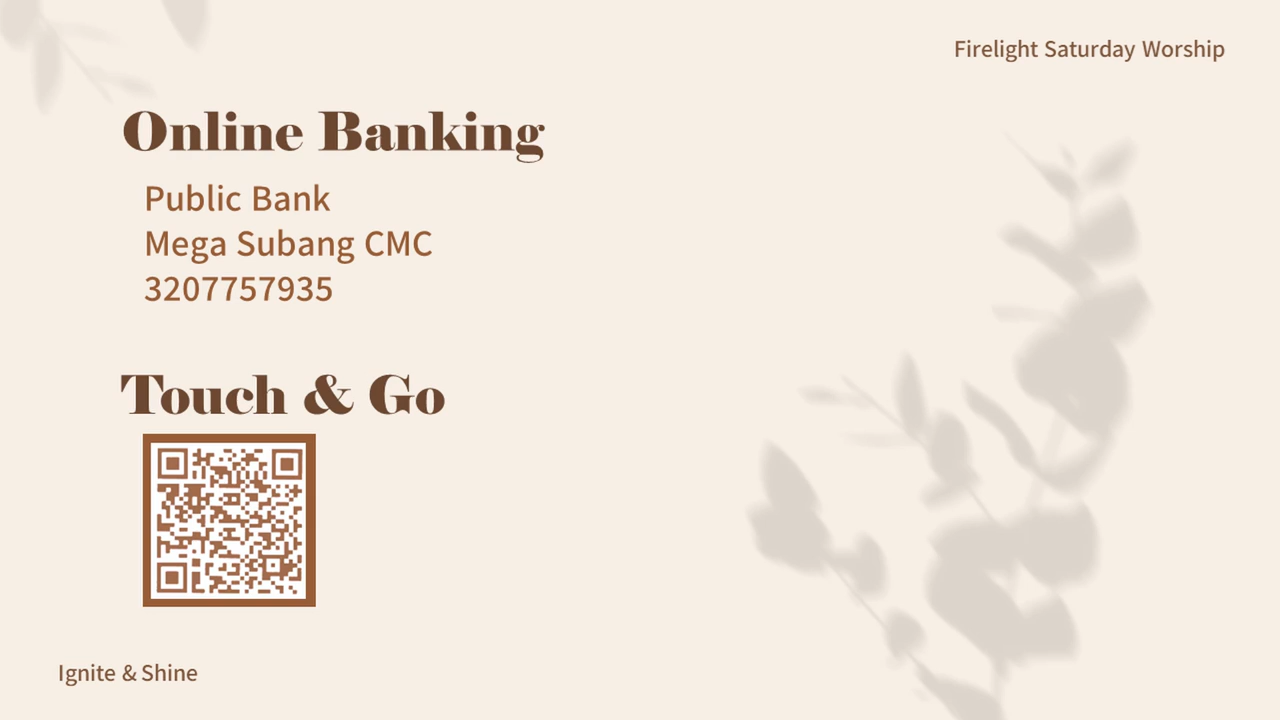 Firelight Saturday Worship
Online Banking
Public Bank
Mega Subang CMC
3207757935
Touch & Go
Ignite & Shine